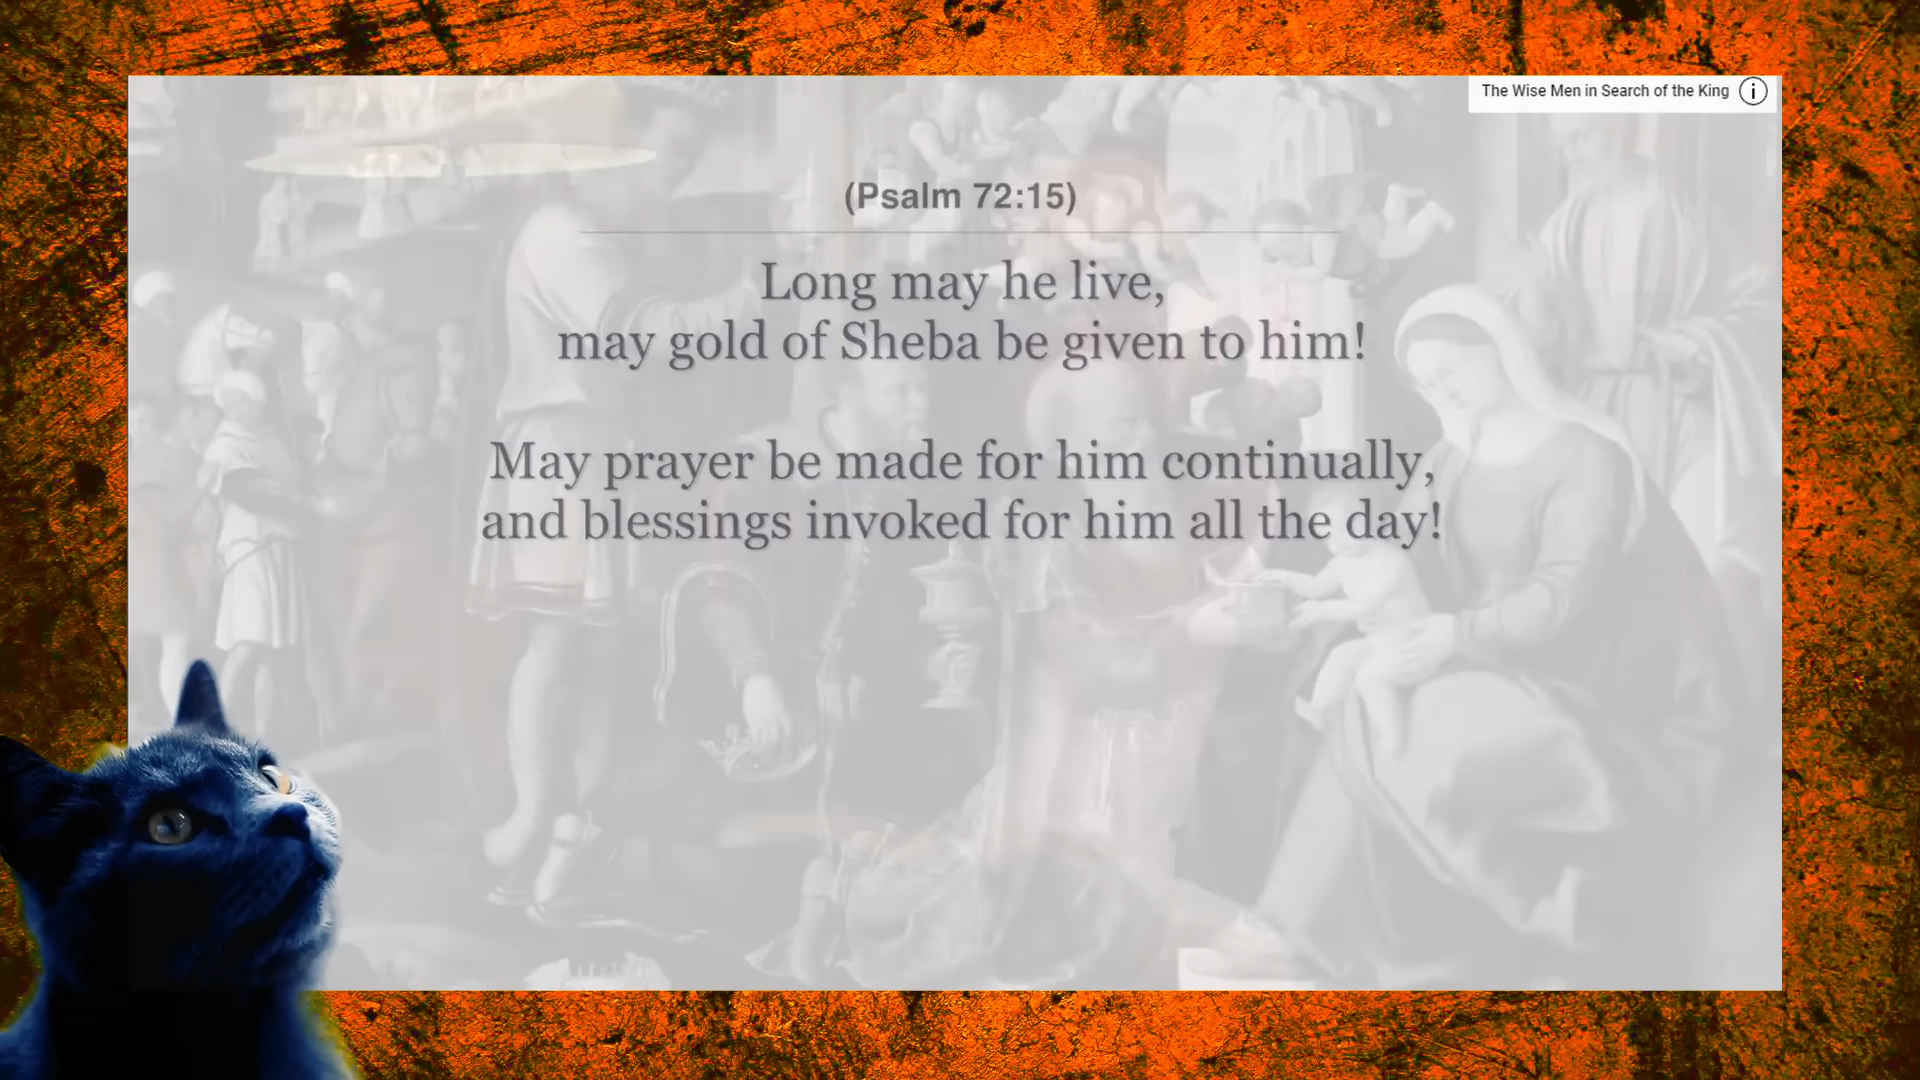 The Wise Men in Search of the King
(Psalm 72:15)
Long may he live,
may gold of Sheba be given to him!
May prayer be made for him continually,
and blessings invoked for him all the day!